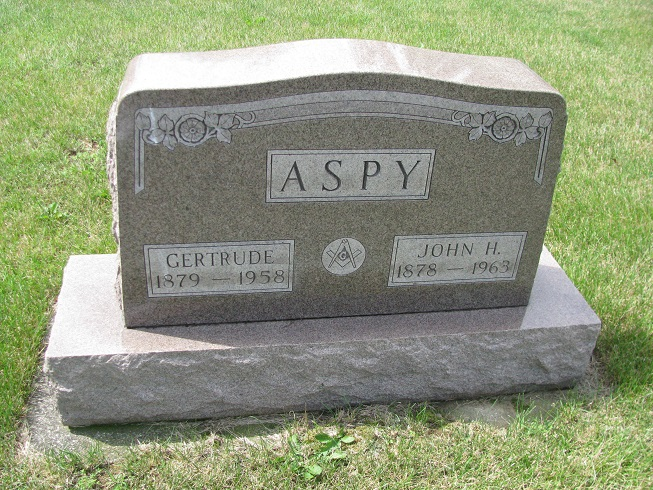 ASPY
GERTRUDE
1879 — 1958
G
JOHN H.
1878 — 1963